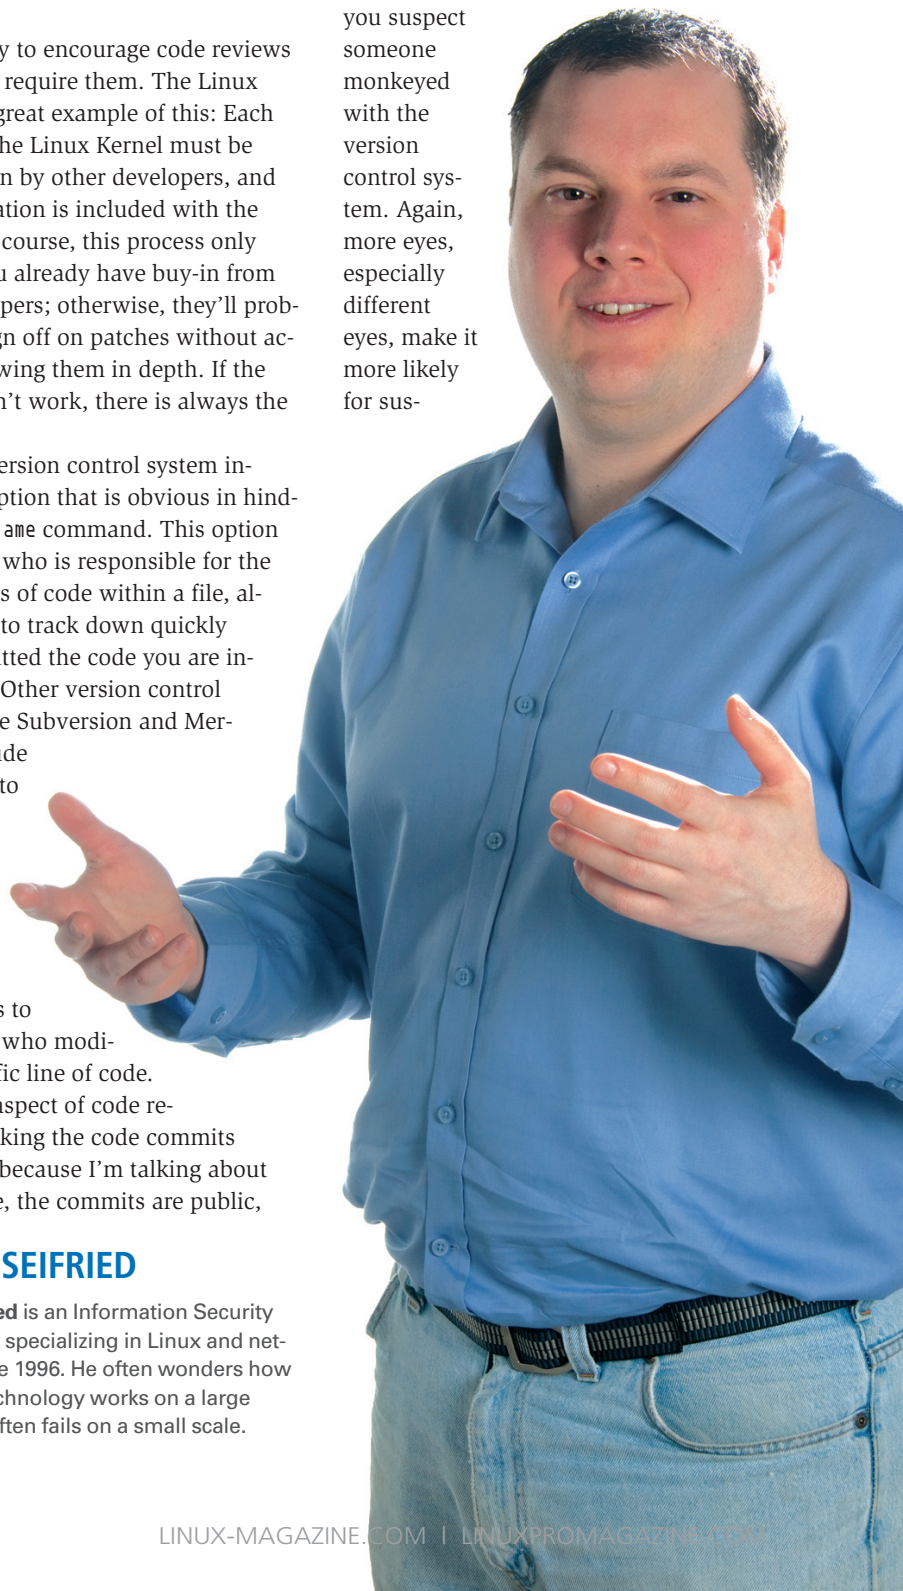 y to encourage code reviews
require them. The Linux
great example of this: Each
he Linux Kernel must be
n by other developers, and
ation is included with the
course, this process only
u already have buy-in from
pers; otherwise, they'll prob-
gn off on patches without ac-
wing them in depth. If the
n't work, there is always the
ersion control system in-
ption that is obvious in hind-
ame command. This option
who is responsible for the
s of code within a file, al-
to track down quickly
tted the code you are in-
Other version control
e Subversion and Mer-
ude
to
s to
who modi-
fic line of code.
aspect of code re-
king the code commits
because I'm talking about
e, the commits are public,
SEIFRIED
ed is an Information Security
specializing in Linux and net-
e 1996. He often wonders how
chnology works on a large
ften fails on a small scale.
you suspect
someone
monkeyed
with the
version
control sys-
tem. Again,
more eyes,
especially
different
eyes, make it
more likely
for sus-
LINUX-MAGAZINE.COM | LINUXPROMAGAZINE.COM